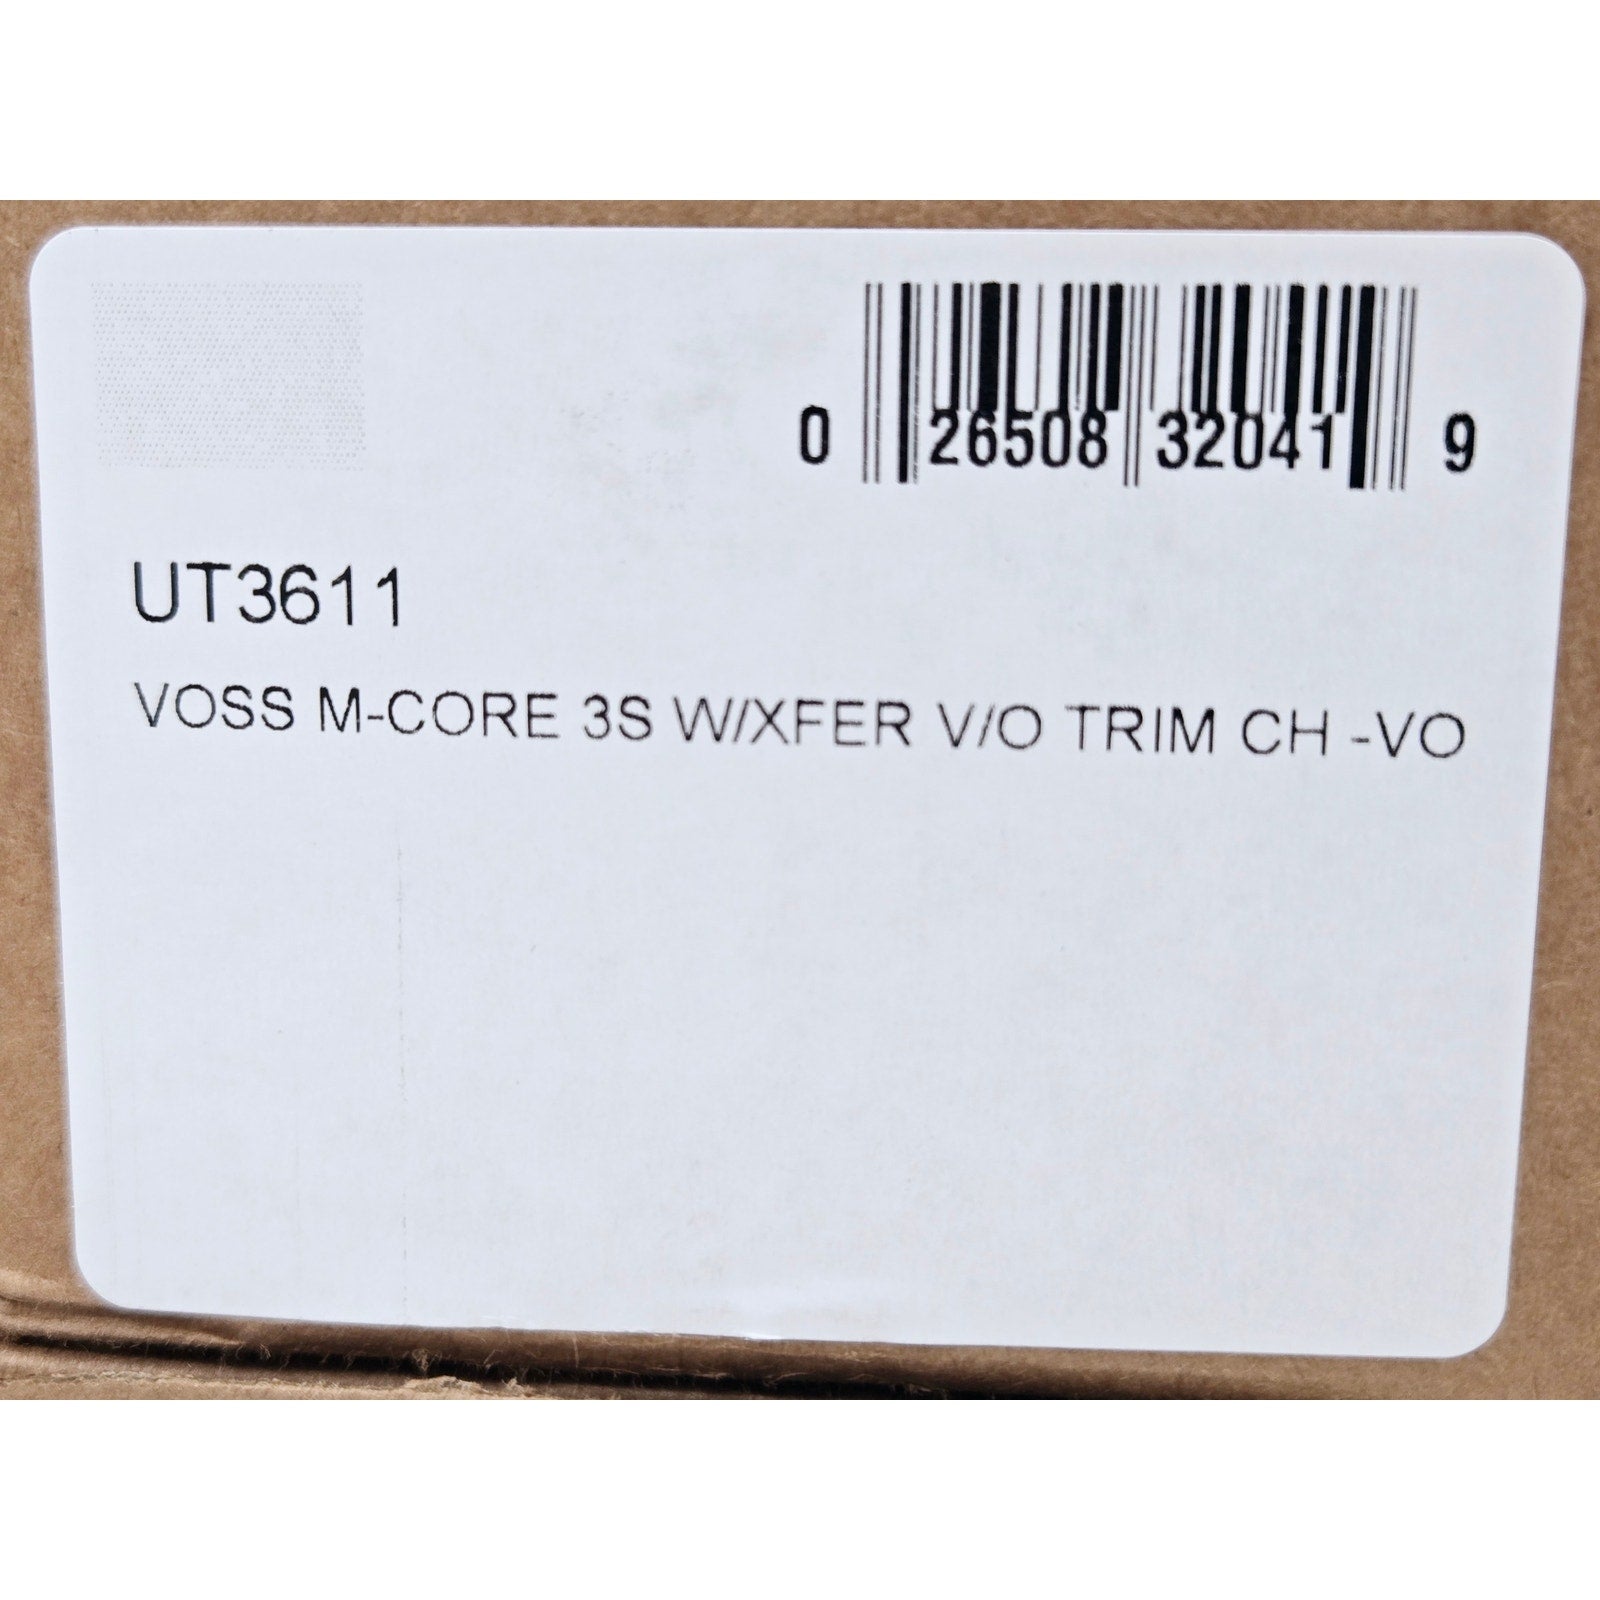 0 26508 32041 9
UT3611
VOSS M-CORE 3S W/XFER V/O TRIM CH -VO